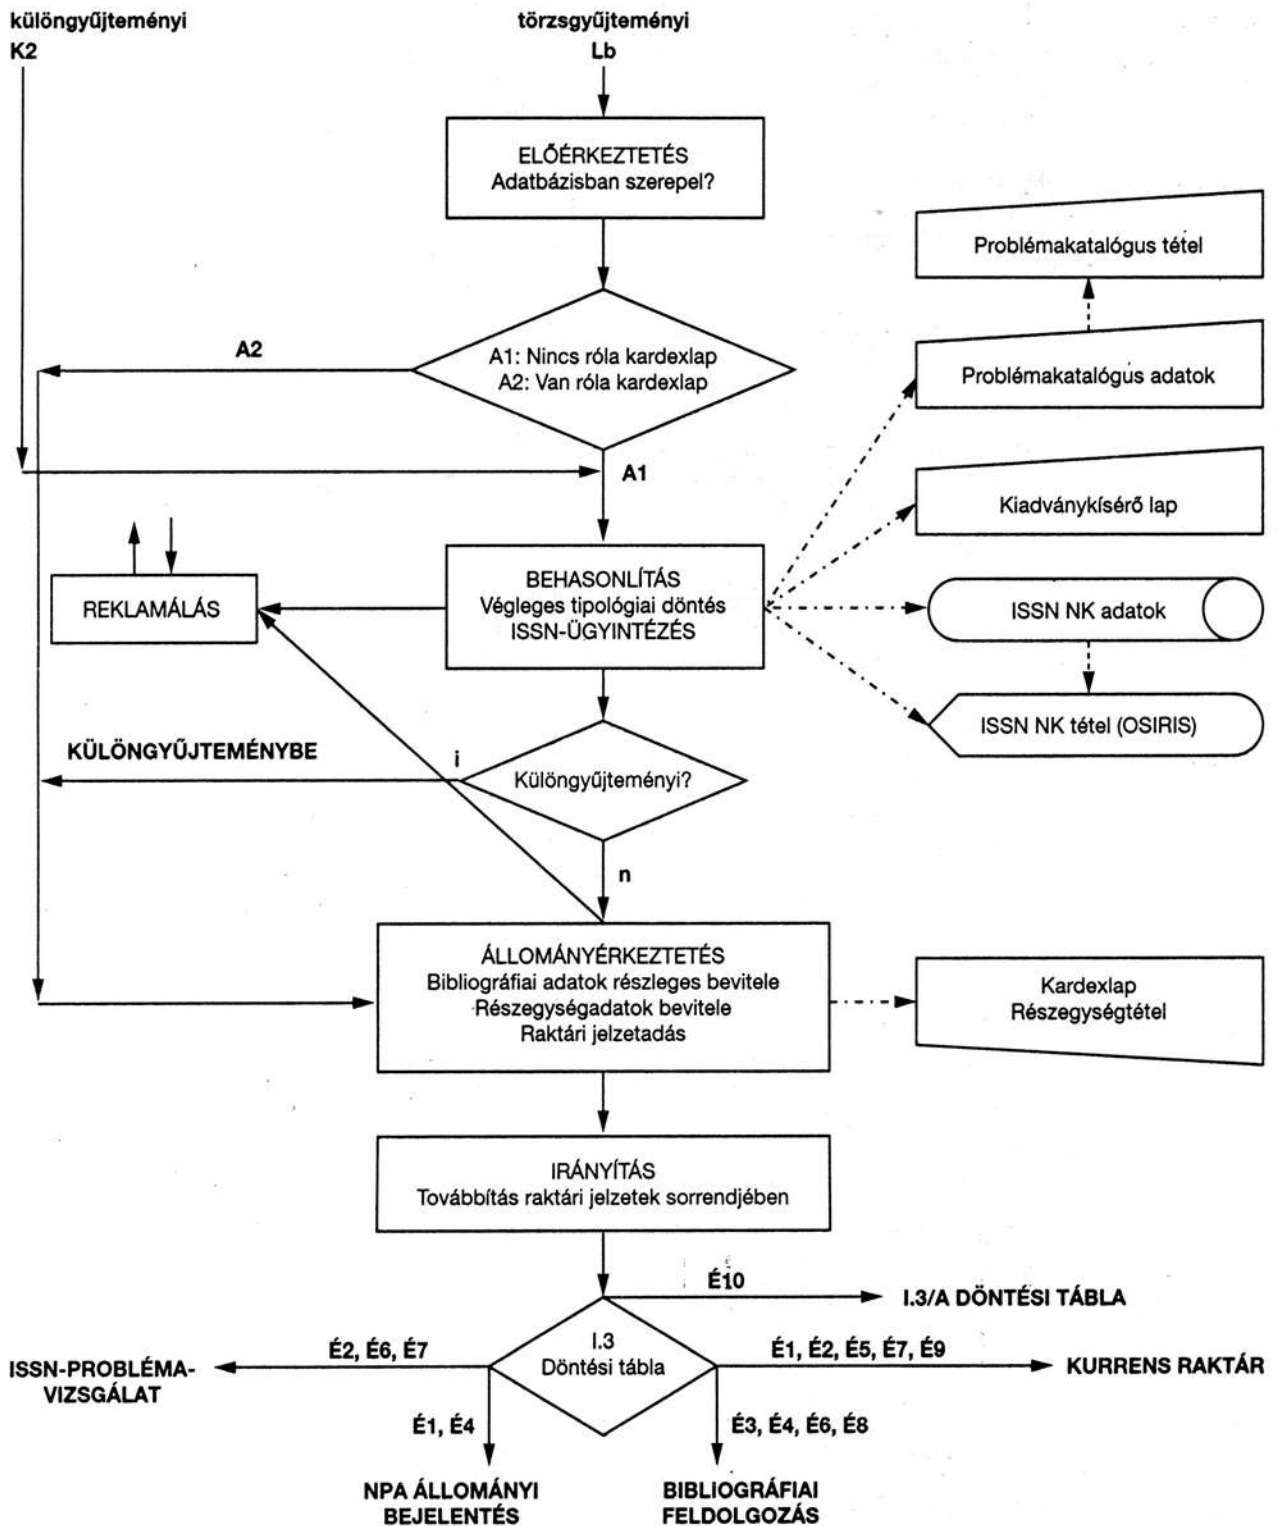 különgyűjteményi
K2
törzsgyűjteményi
Lb
ELŐÉRKEZTETÉS
Adatbázisban szerepel?
Problémakatalógus tétel
A2
A1: Nincs róla kardexlap
A2: Van róla kardexlap
Problémakatalógus adatok
A1
Kiadványkísérő lap
REKLAMÁLÁS
BEHASONLÍTÁS
Végleges tipológiai döntés
ISSN-ÜGYINTÉZÉS
ISSN NK adatok
ISSN NK tétel (OSIRIS)
KÜLÖNGYŰJTEMÉNYBE
i
Különgyűjteményi?
n
ÁLLOMÁNYÉRKEZTETÉS
Bibliográfiai adatok részleges bevitele
Részegységadatok bevitele
Raktári jelzetadás
Kardexlap
Részegységtétel
IRÁNYÍTÁS
Továbbítás raktári jelzetek sorrendjében
É10
I.3/A DÖNTÉSI TÁBLA
I.3
Döntési tábla
É2, É6, É7
ISSN-PROBLÉMA-
VIZSGÁLAT
É1, É2, É5, É7, É9
KURRENS RAKTÁR
É1, É4
NPA ÁLLOMÁNYI
BEJELENTÉS
É3, É4, É6, É8
BIBLIOGRÁFIAI
FELDOLGOZÁS